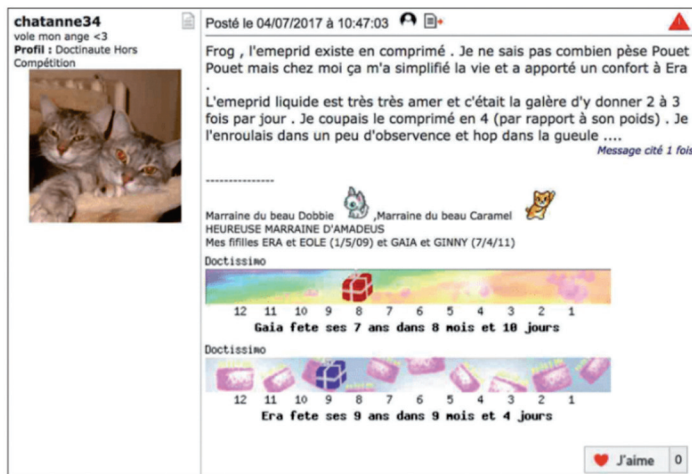 chatanne34
vole mon ange <3
Profil : Doctinaute Hors
Compétition
Posté le 04/07/2017 à 10:47:03
Frog , l'emeprid existe en comprimé . Je ne sais pas combien pèse Pouet
Pouet mais chez moi ça m'a simplifié la vie et a apporté un confort à Era
.
L'emeprid liquide est très très amer et c'était la galère d'y donner 2 à 3
fois par jour . Je coupais le comprimé en 4 (par rapport à son poids) . Je
l'enroulais dans un peu d'observence et hop dans la gueule ....
Message cité 1 fois
---------------
Marraine du beau Dobbie ,Marraine du beau Caramel
HEUREUSE MARRAINE D'AMADEUS
Mes fifilles ERA et EOLE (1/5/09) et GAIA et GINNY (7/4/11)
Doctissimo
12 11 10 9 8 7 6 5 4 3 2 1
Gaia fete ses 7 ans dans 8 mois et 10 jours
Doctissimo
12 11 10 9 8 7 6 5 4 3 2 1
Era fete ses 9 ans dans 9 mois et 4 jours
J'aime 0